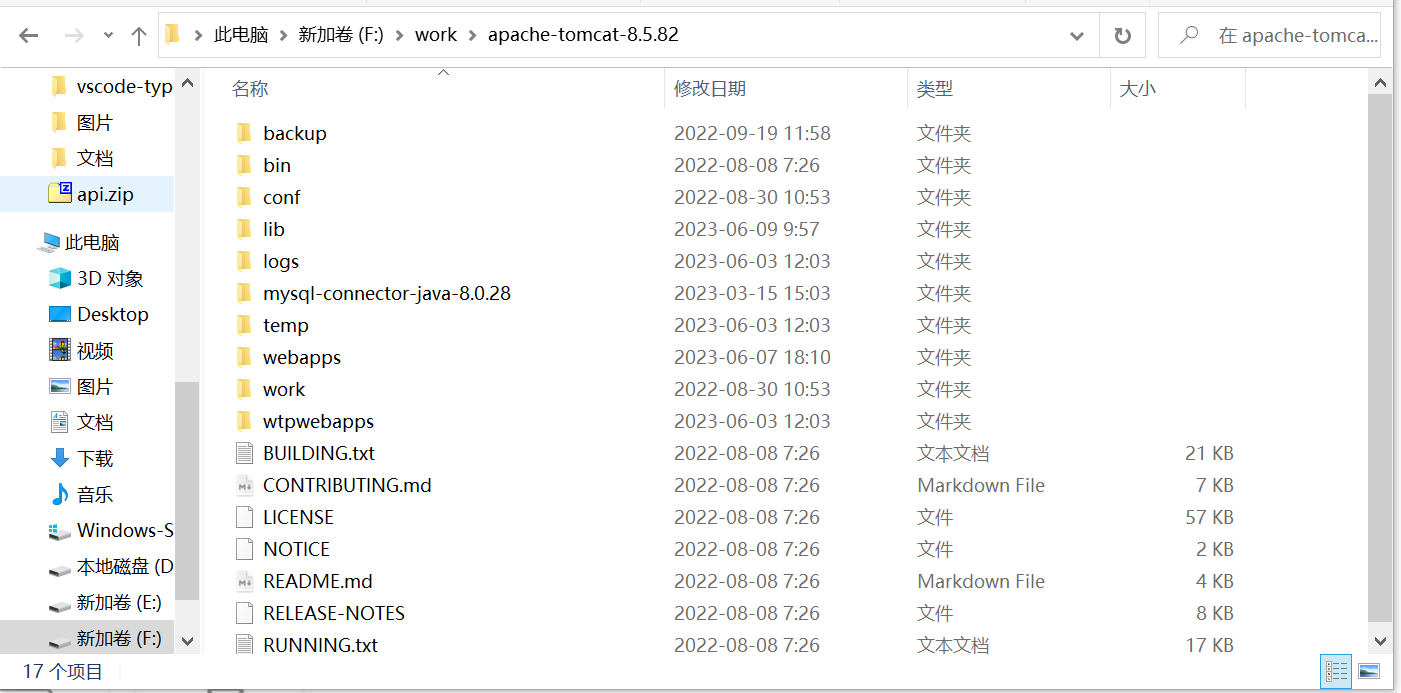 此电脑 › 新加卷 (F:) › work › apache-tomcat-8.5.82
在 apache-tomca...
vscode-typ
图片
文档
api.zip
此电脑
3D 对象
Desktop
视频
图片
文档
下载
音乐
Windows-S
本地磁盘 (D
新加卷 (E:)
新加卷 (F:)
名称 修改日期 类型 大小
backup 2022-09-19 11:58 文件夹
bin 2022-08-08 7:26 文件夹
conf 2022-08-30 10:53 文件夹
lib 2023-06-09 9:57 文件夹
logs 2023-06-03 12:03 文件夹
mysql-connector-java-8.0.28 2023-03-15 15:03 文件夹
temp 2023-06-03 12:03 文件夹
webapps 2023-06-07 18:10 文件夹
work 2022-08-30 10:53 文件夹
wtpwebapps 2023-06-03 12:03 文件夹
BUILDING.txt 2022-08-08 7:26 文本文档 21 KB
CONTRIBUTING.md 2022-08-08 7:26 Markdown File 7 KB
LICENSE 2022-08-08 7:26 文件 57 KB
NOTICE 2022-08-08 7:26 文件 2 KB
README.md 2022-08-08 7:26 Markdown File 4 KB
RELEASE-NOTES 2022-08-08 7:26 文件 8 KB
RUNNING.txt 2022-08-08 7:26 文本文档 17 KB
17 个项目